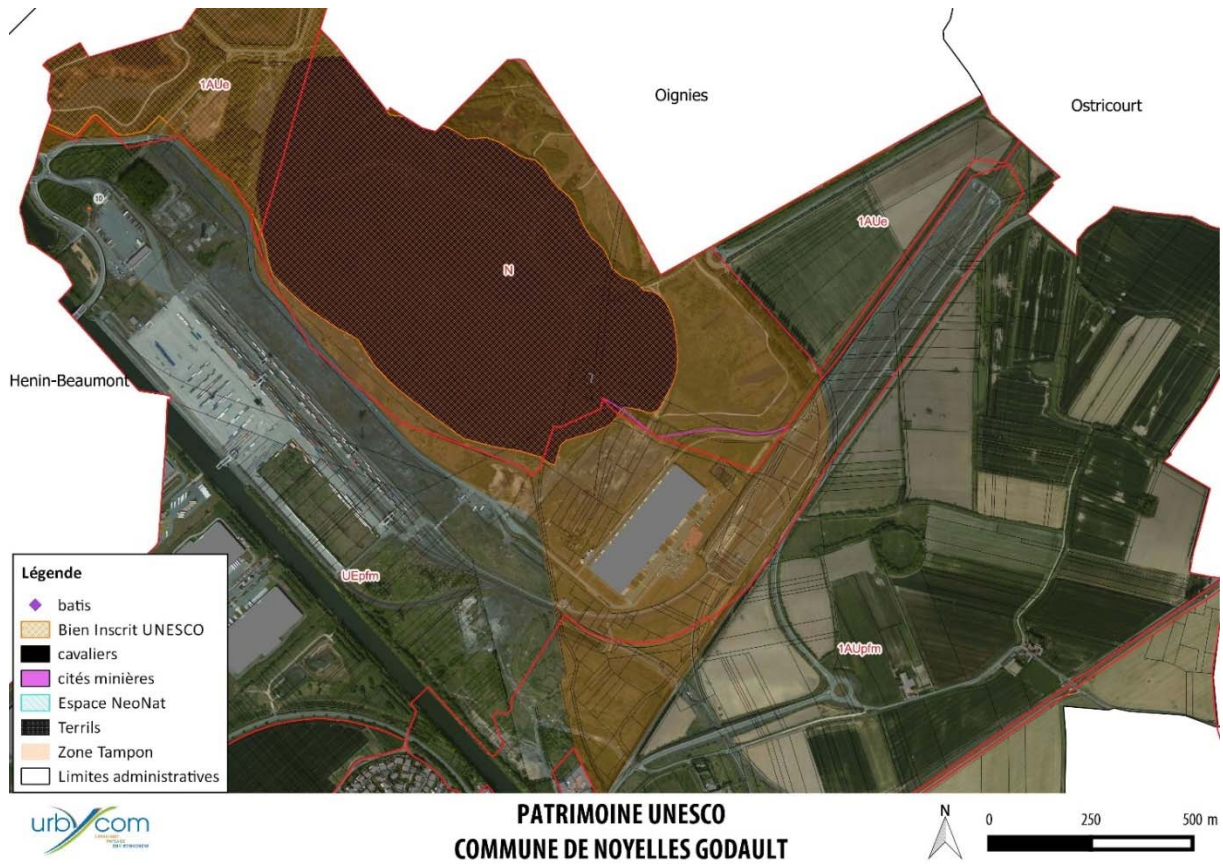 Oignies
Ostricourt
1AUe
N
1AUe
Henin-Beaumont
UEpfm
1AUpfm
Légende
batis
Bien Inscrit UNESCO
cavaliers
cités minières
Espace NeoNat
Terrils
Zone Tampon
Limites administratives
urbycom
PATRIMOINE UNESCO
COMMUNE DE NOYELLES GODAULT
N
0 250 500 m